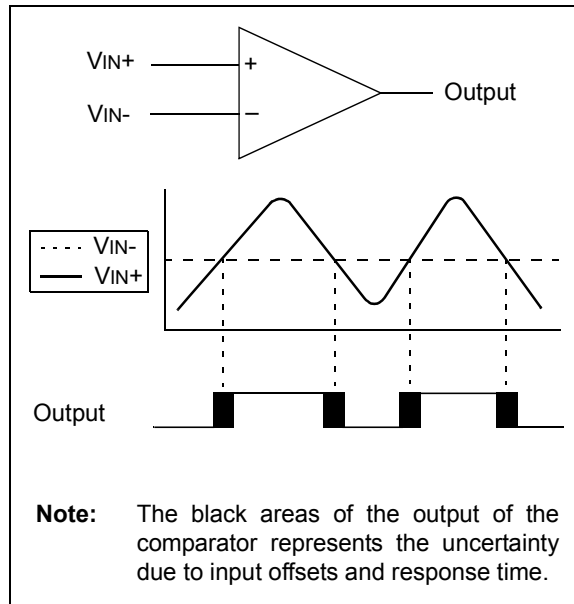 VIN+
+
Output
VIN-
−
VIN-
VIN+
Output
Note: The black areas of the output of the
comparator represents the uncertainty
due to input offsets and response time.